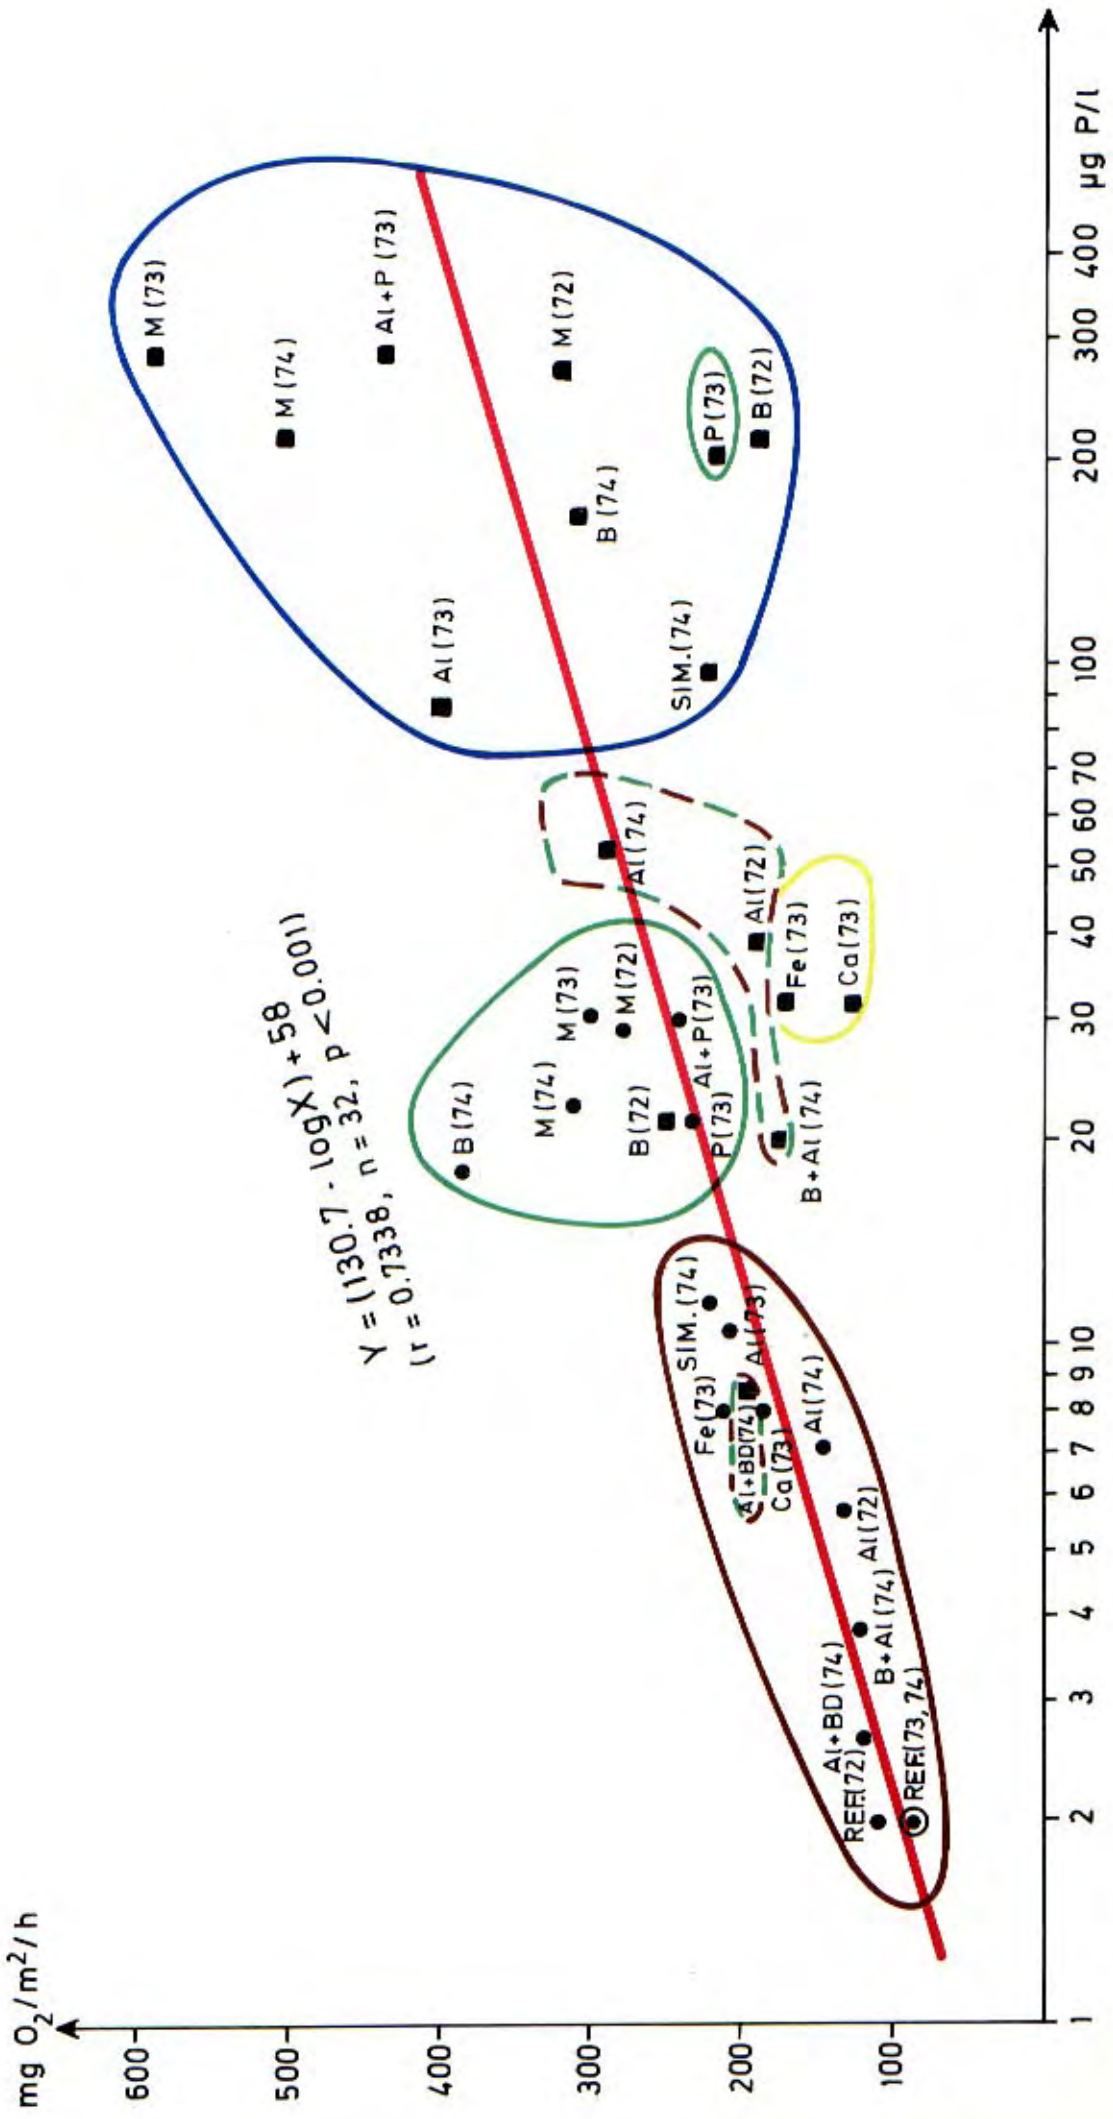 mg O₂/m²/h
600
500
400
300
200
100
Y = (130.7 - logX) + 58
(r = 0.7338, n = 32, p < 0.001)
M (73)
M (74)
Al+P (73)
M (72)
P(73)
B(72)
B (74)
Al (73)
SIM.(74)
Al(74)
Al(72)
Fe(73)
Ca(73)
B+Al(74)
B(74)
M(74)
M(73)
M(72)
B(72)
Al+P(73)
P(73)
SIM.(74)
Al(73)
Fe(73)
Al+BD(74)
Ca(73)
Al(74)
Al(72)
B+Al(74)
Al+BD(74)
REF.(72)
REF.(73, 74)
1 2 3 4 5 6 7 8 9 10 20 30 40 50 60 70 100 200 300 400 µg P/l